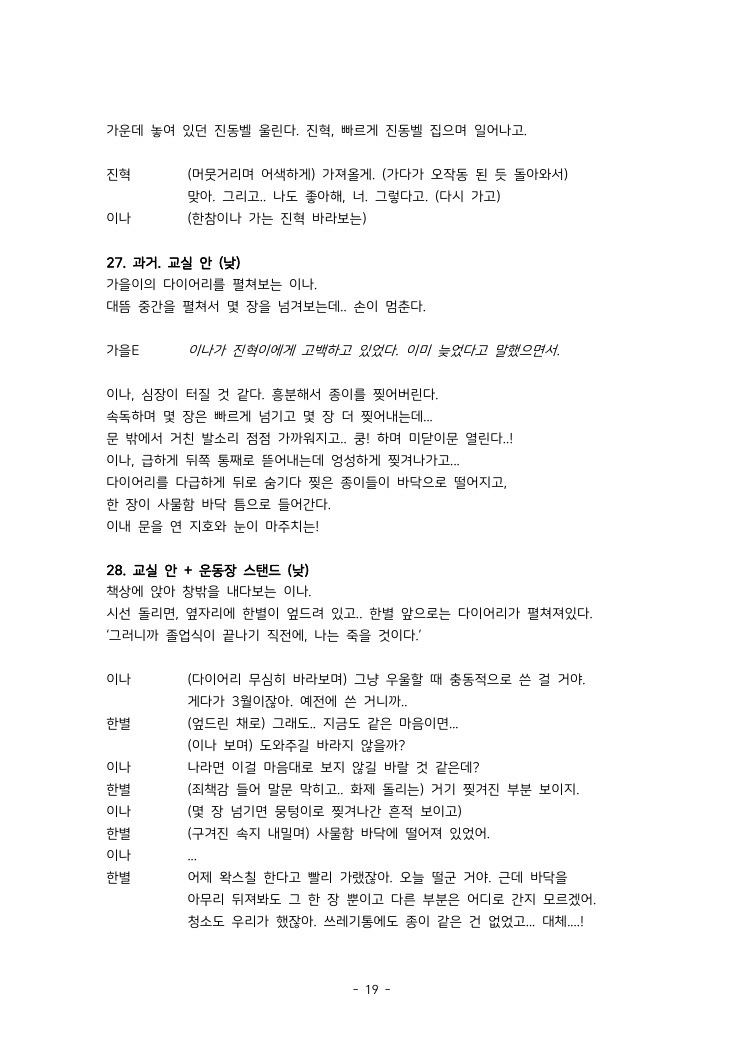 가운데 놓여 있던 진동벨 울린다. 진혁, 빠르게 진동벨 집으며 일어나고.
진혁 (머뭇거리며 어색하게) 가져올게. (가다가 오작동 된 듯 돌아와서)
맞아. 그리고.. 나도 좋아해, 너. 그렇다고. (다시 가고)
이나 (한참이나 가는 진혁 바라보는)
27. 과거. 교실 안 (낮)
가을이의 다이어리를 펼쳐보는 이나.
대뜸 중간을 펼쳐서 몇 장을 넘겨보는데.. 손이 멈춘다.
가을E 이나가 진혁이에게 고백하고 있었다. 이미 늦었다고 말했으면서.
이나, 심장이 터질 것 같다. 흥분해서 종이를 찢어버린다.
속독하며 몇 장은 빠르게 넘기고 몇 장 더 찢어내는데...
문 밖에서 거친 발소리 점점 가까워지고.. 쿵! 하며 미닫이문 열린다..!
이나, 급하게 뒤쪽 통째로 뜯어내는데 엉성하게 찢겨나가고...
다이어리를 다급하게 뒤로 숨기다 찢은 종이들이 바닥으로 떨어지고,
한 장이 사물함 바닥 틈으로 들어간다.
이내 문을 연 지호와 눈이 마주치는!
28. 교실 안 + 운동장 스탠드 (낮)
책상에 앉아 창밖을 내다보는 이나.
시선 돌리면, 옆자리에 한별이 엎드려 있고.. 한별 앞으로는 다이어리가 펼쳐져있다.
‘그러니까 졸업식이 끝나기 직전에, 나는 죽을 것이다.’
이나 (다이어리 무심히 바라보며) 그냥 우울할 때 충동적으로 쓴 걸 거야.
게다가 3월이잖아. 예전에 쓴 거니까..
한별 (엎드린 채로) 그래도.. 지금도 같은 마음이면...
(이나 보며) 도와주길 바라지 않을까?
이나 나라면 이걸 마음대로 보지 않길 바랄 것 같은데?
한별 (죄책감 들어 말문 막히고.. 화제 돌리는) 거기 찢겨진 부분 보이지.
이나 (몇 장 넘기면 뭉텅이로 찢겨나간 흔적 보이고)
한별 (구겨진 속지 내밀며) 사물함 바닥에 떨어져 있었어.
이나 ...
한별 어제 왁스칠 한다고 빨리 가랬잖아. 오늘 떨군 거야. 근데 바닥을
아무리 뒤져봐도 그 한 장 뿐이고 다른 부분은 어디로 간지 모르겠어.
청소도 우리가 했잖아. 쓰레기통에도 종이 같은 건 없었고... 대체....!
- 19 -